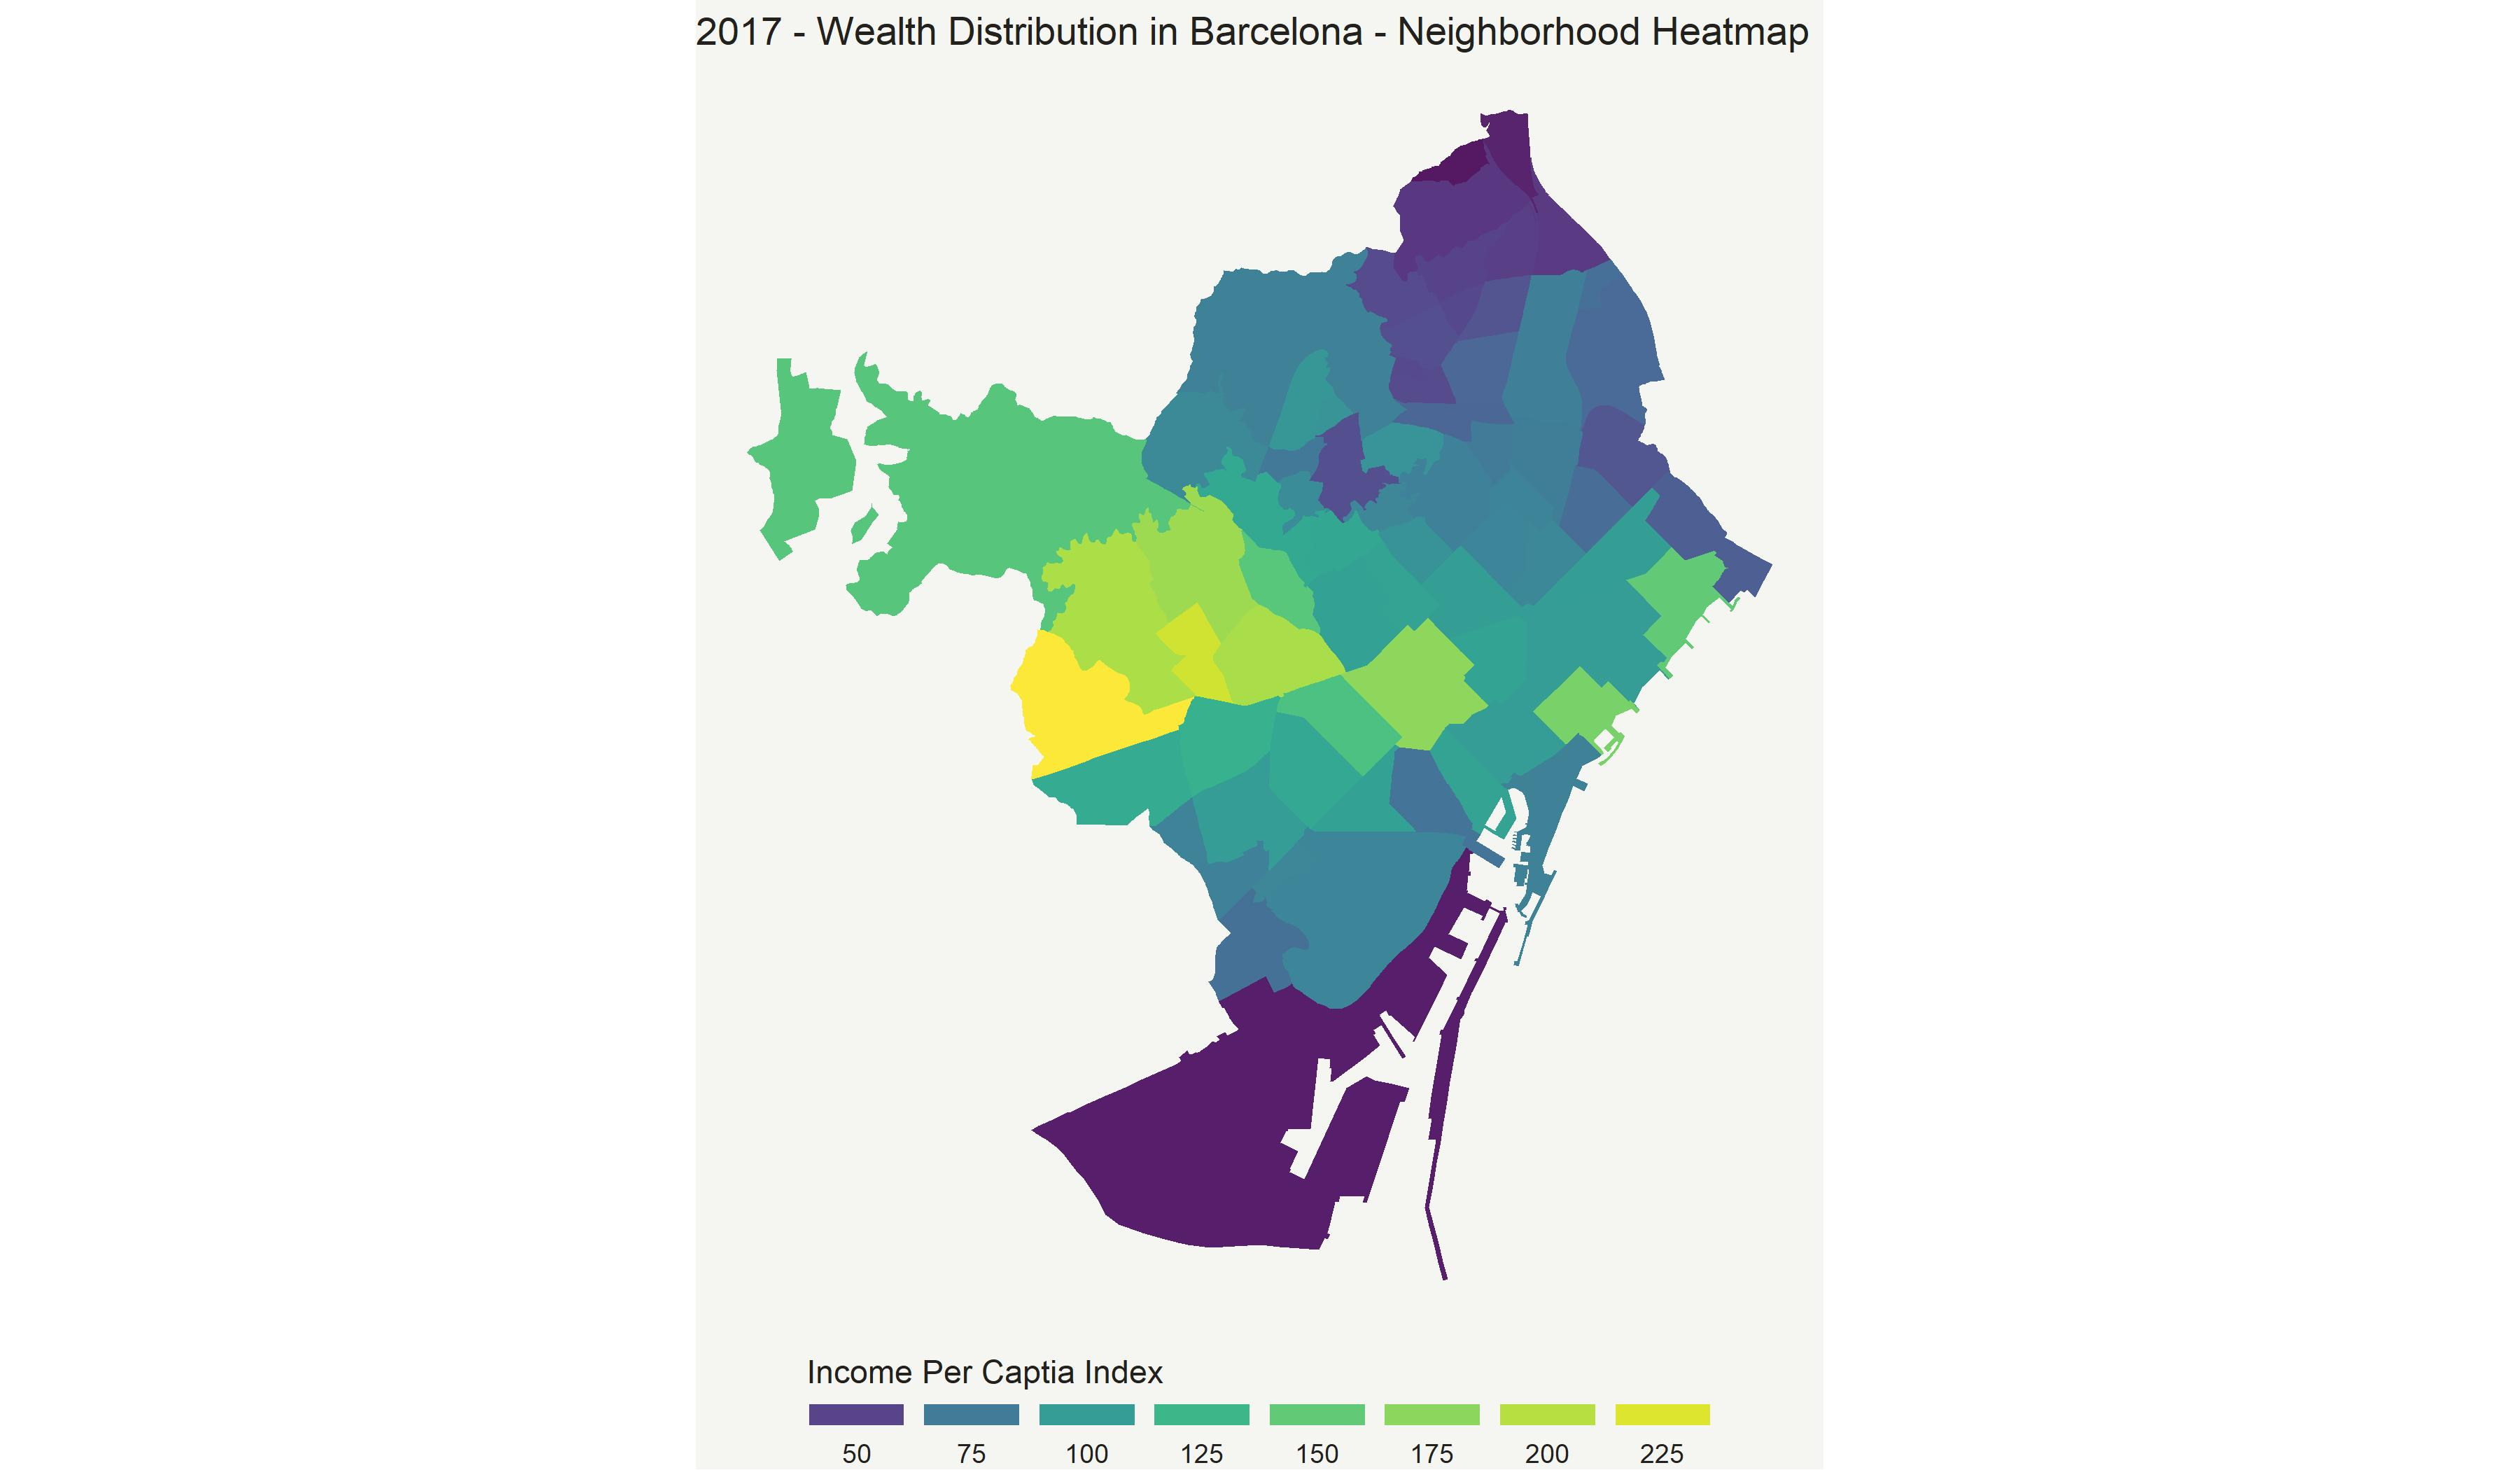 2017 - Wealth Distribution in Barcelona - Neighborhood Heatmap
Income Per Captia Index
50 75 100 125 150 175 200 225